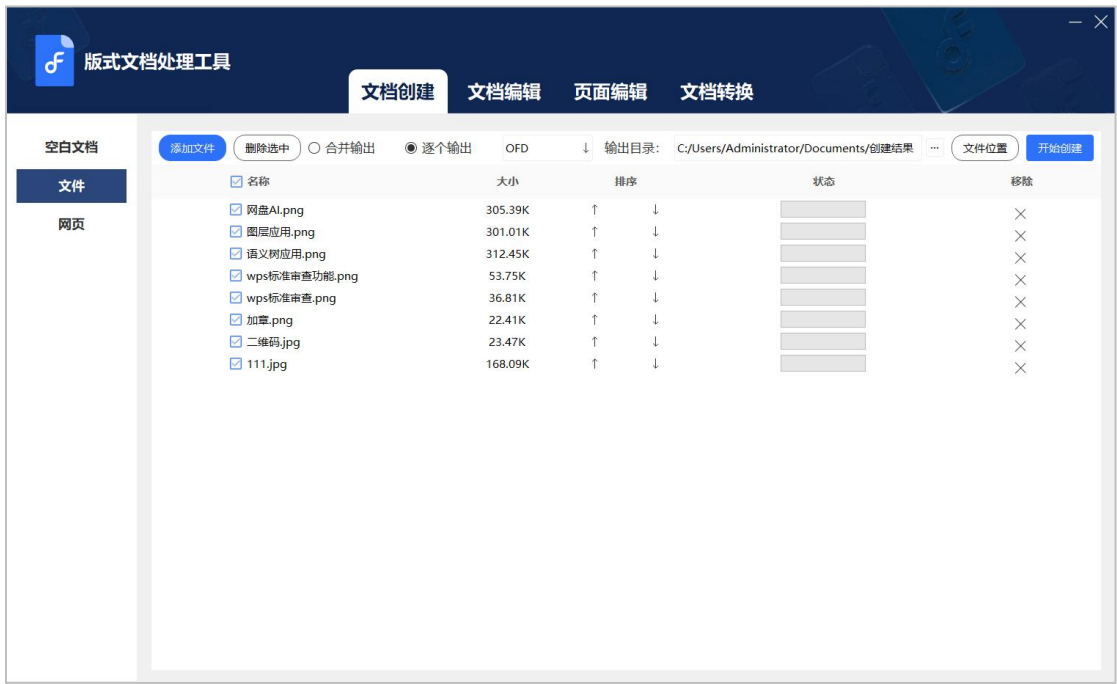 版式文档处理工具
文档创建 文档编辑 页面编辑 文档转换
空白文档
文件
网页
添加文件 删除选中 合并输出 逐个输出 OFD ↓ 输出目录: C:/Users/Administrator/Documents/创建结果 ... 文件位置 开始创建
名称 大小 排序 状态 移除
网盘AI.png 305.39K ↑ ↓
图层应用.png 301.01K ↑ ↓
语义树应用.png 312.45K ↑ ↓
wps标准审查功能.png 53.75K ↑ ↓
wps标准审查.png 36.81K ↑ ↓
加章.png 22.41K ↑ ↓
二维码.jpg 23.47K ↑ ↓
111.jpg 168.09K ↑ ↓